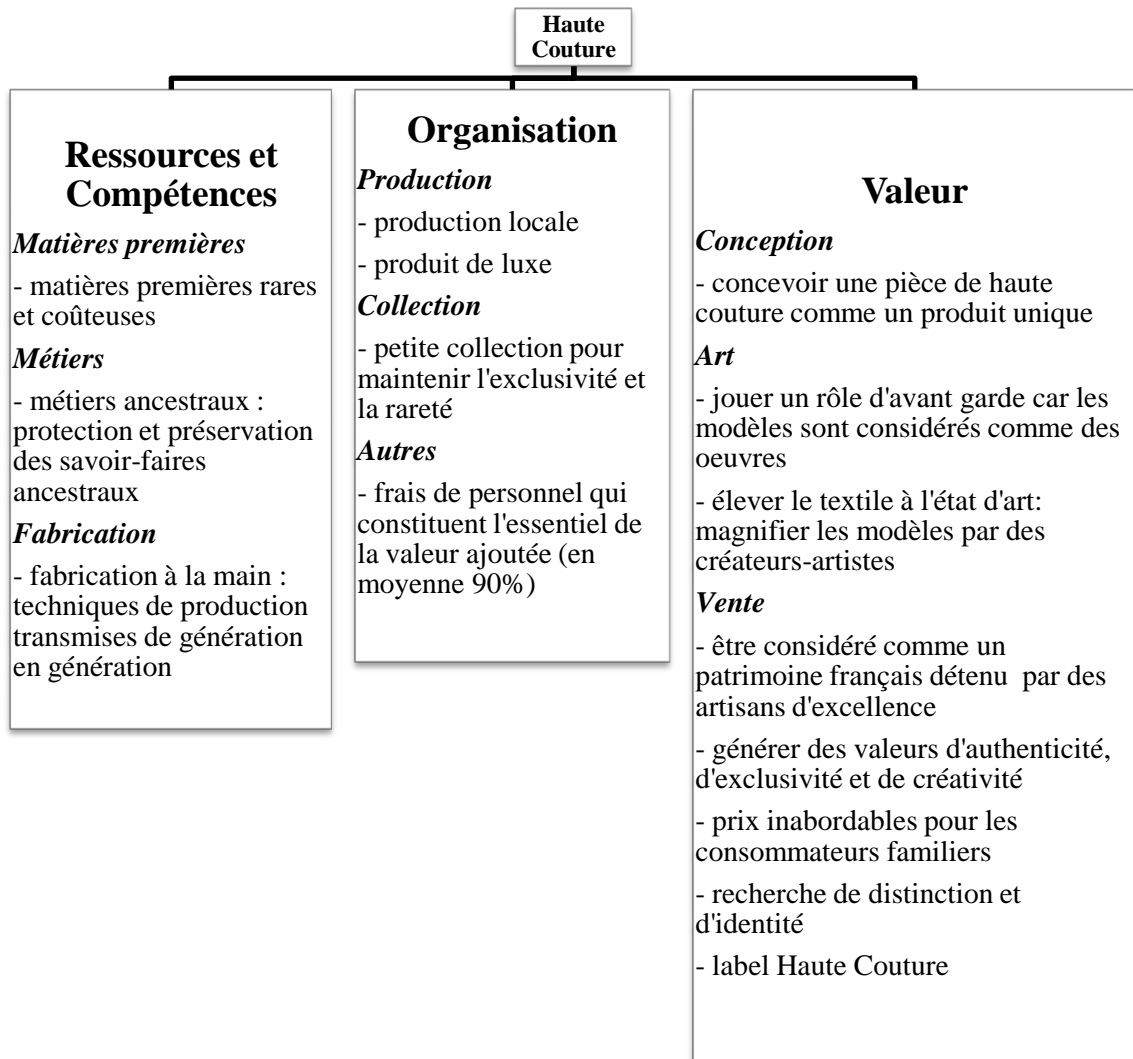 Haute
Couture
Ressources et
Compétences
Matières premières
- matières premières rares
et coûteuses
Métiers
- métiers ancestraux :
protection et préservation
des savoir-faires
ancestraux
Fabrication
- fabrication à la main :
techniques de production
transmises de génération
en génération
Organisation
Production
- production locale
- produit de luxe
Collection
- petite collection pour
maintenir l'exclusivité et
la rareté
Autres
- frais de personnel qui
constituent l'essentiel de
la valeur ajoutée (en
moyenne 90%)
Valeur
Conception
- concevoir une pièce de haute
couture comme un produit unique
Art
- jouer un rôle d'avant garde car les
modèles sont considérés comme des
oeuvres
- élever le textile à l'état d'art:
magnifier les modèles par des
créateurs-artistes
Vente
- être considéré comme un
patrimoine français détenu  par des
artisans d'excellence
- générer des valeurs d'authenticité,
d'exclusivité et de créativité
- prix inabordables pour les
consommateurs familiers
- recherche de distinction et
d'identité
- label Haute Couture